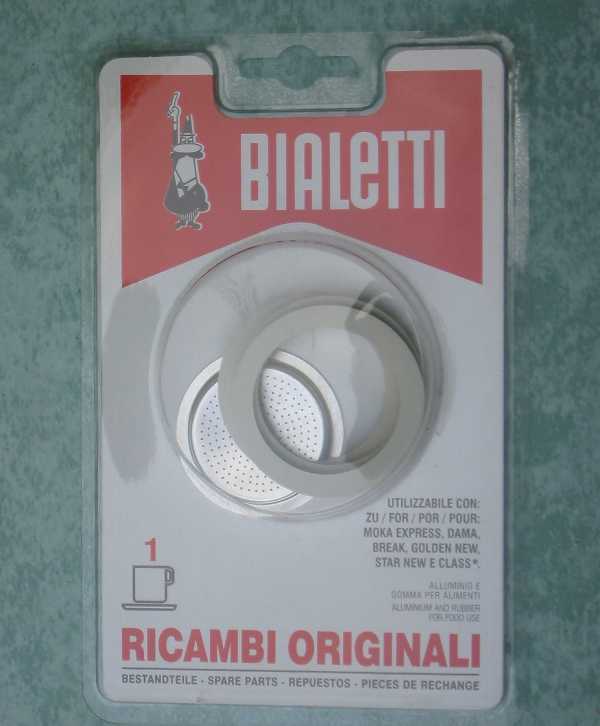 BIALETTI
UTILIZZABILE CON:
ZU / FOR / POR / POUR:
MOKA EXPRESS, DAMA,
BREAK, GOLDEN NEW,
STAR NEW E CLASS*.
1
ALLUMINIO E
GOMMA PER ALIMENTI
ALUMINIUM AND RUBBER
FOR FOOD USE
RICAMBI ORIGINALI
BESTANDTEILE - SPARE PARTS - REPUESTOS - PIECES DE RECHANGE